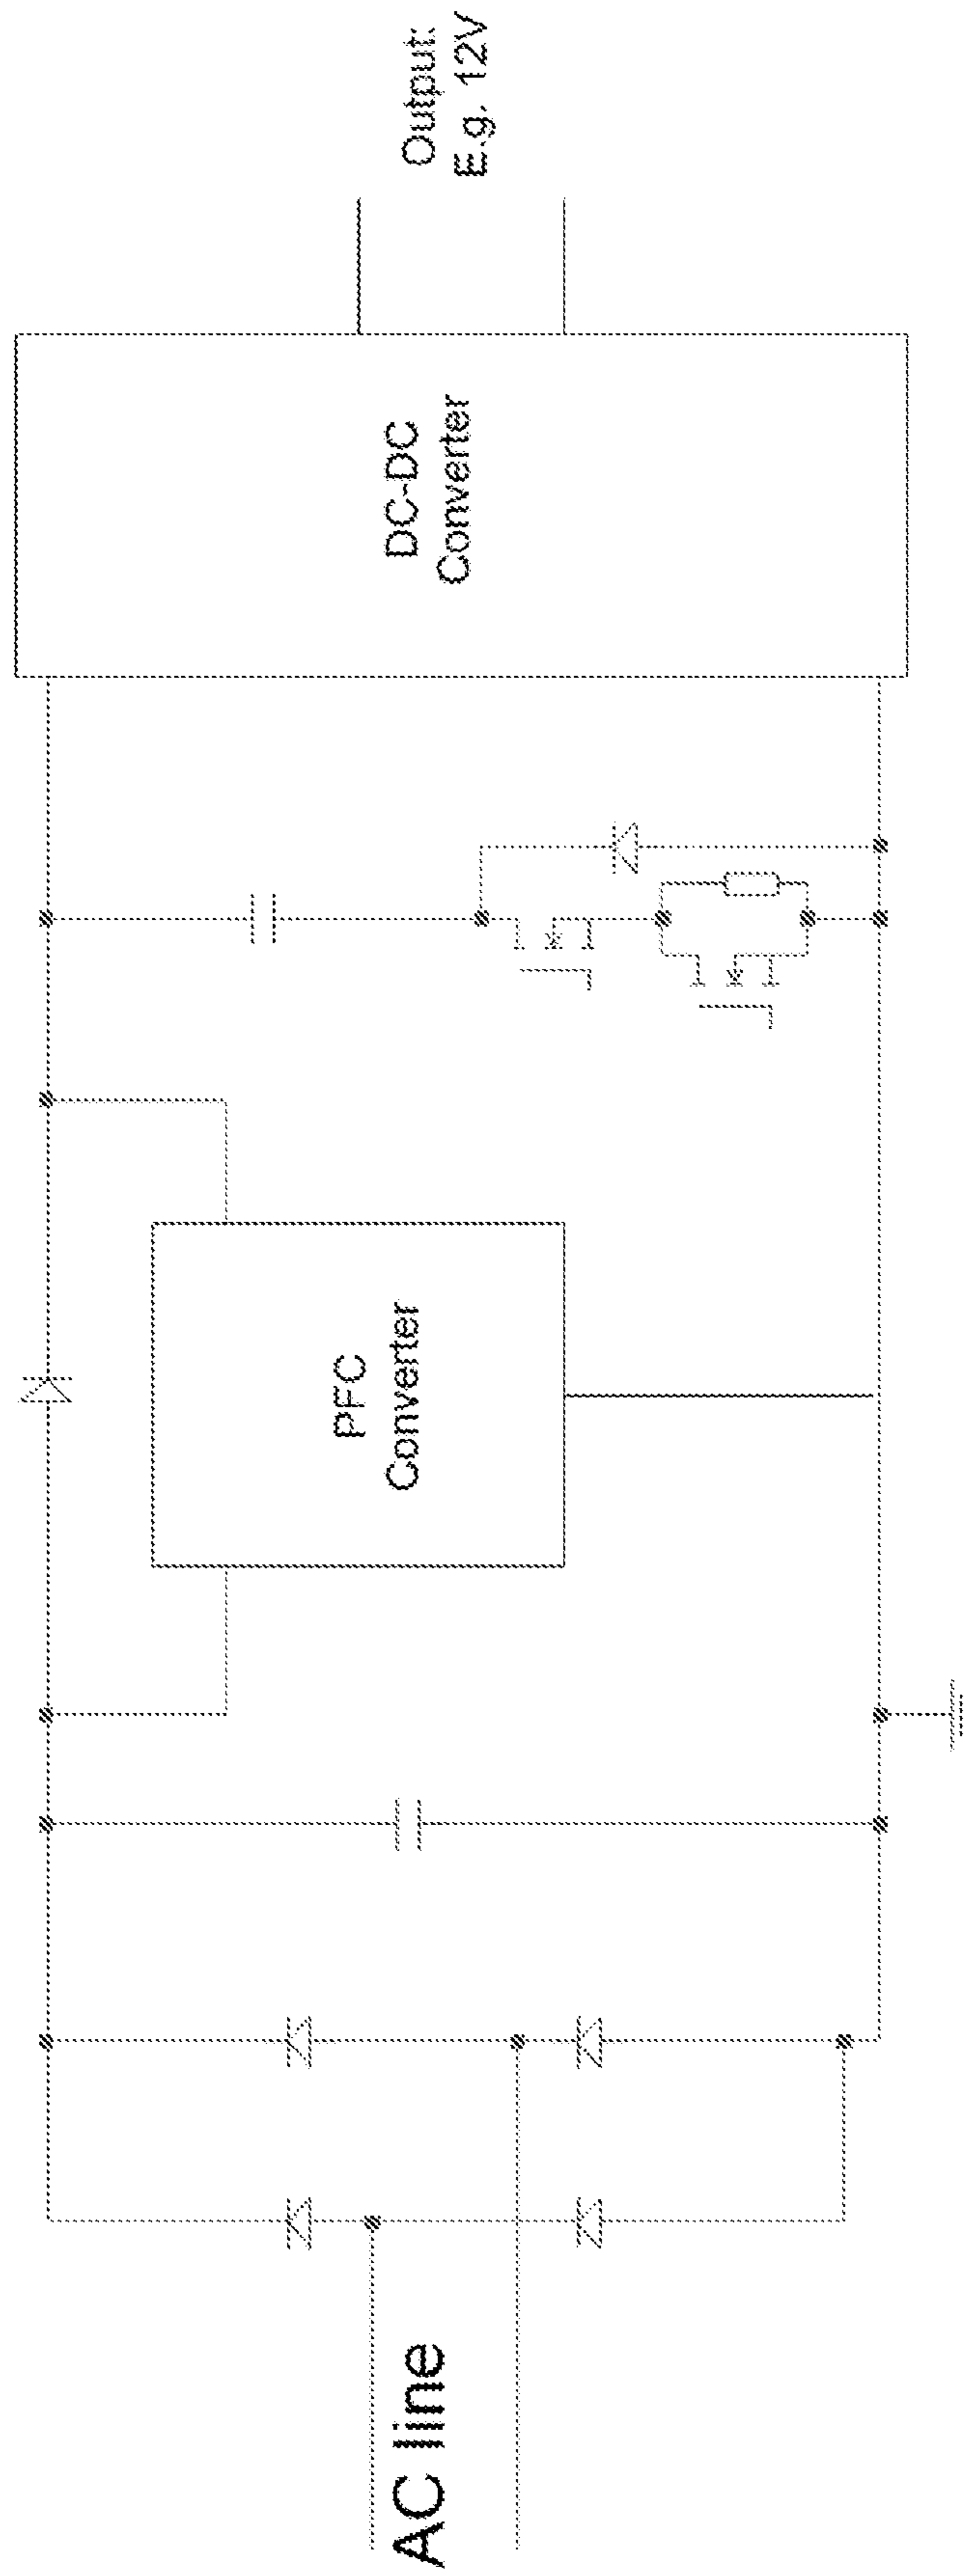 AC line
PFC
Converter
DC-DC
Converter
Output:
E.g. 12V